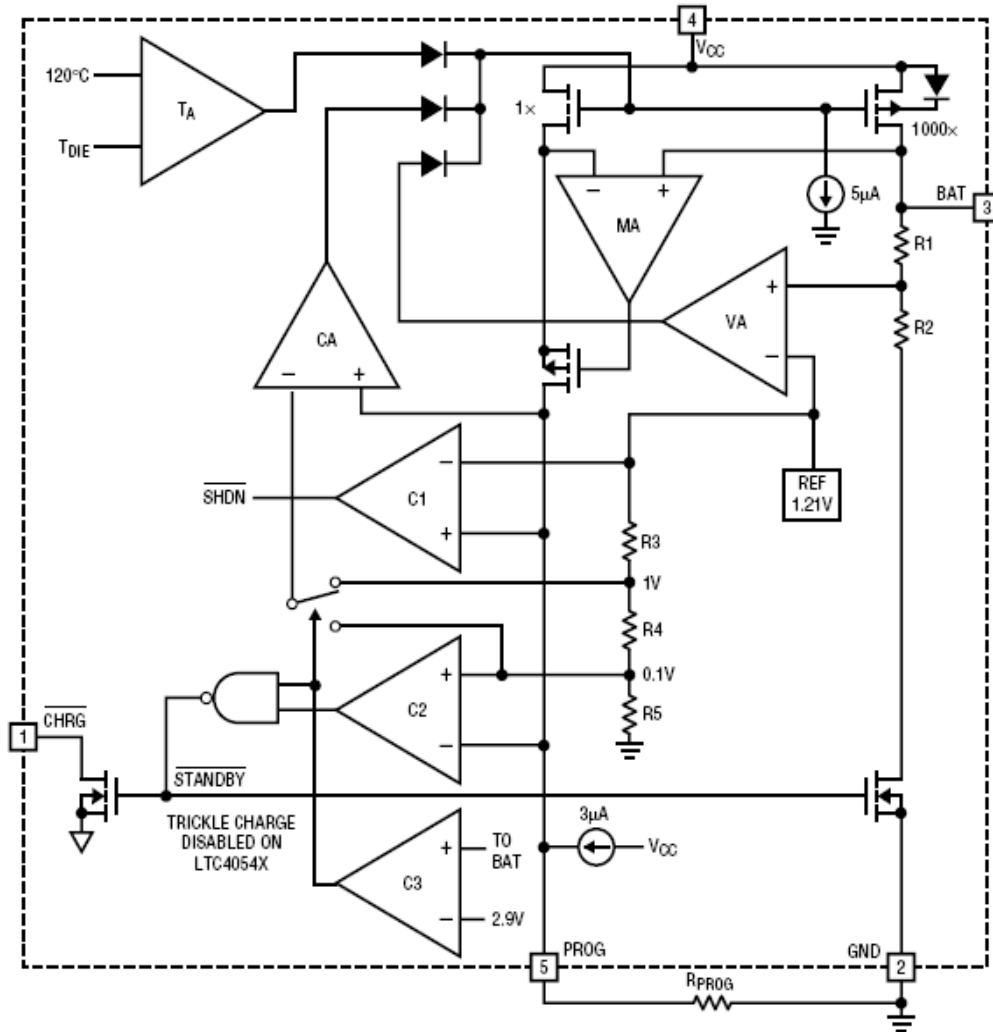 4
VCC
120°C
TA
TDIE
1×
1000×
–
+
MA
5µA
BAT
3
R1
+
VA
–
R2
CA
–
+
REF
1.21V
–
C1
+
SHDN
R3
1V
R4
0.1V
+
C2
–
R5
CHRG
1
STANDBY
TRICKLE CHARGE
DISABLED ON
LTC4054X
3µA
VCC
+
C3
–
TO
BAT
2.9V
PROG
5
GND
2
RPROG